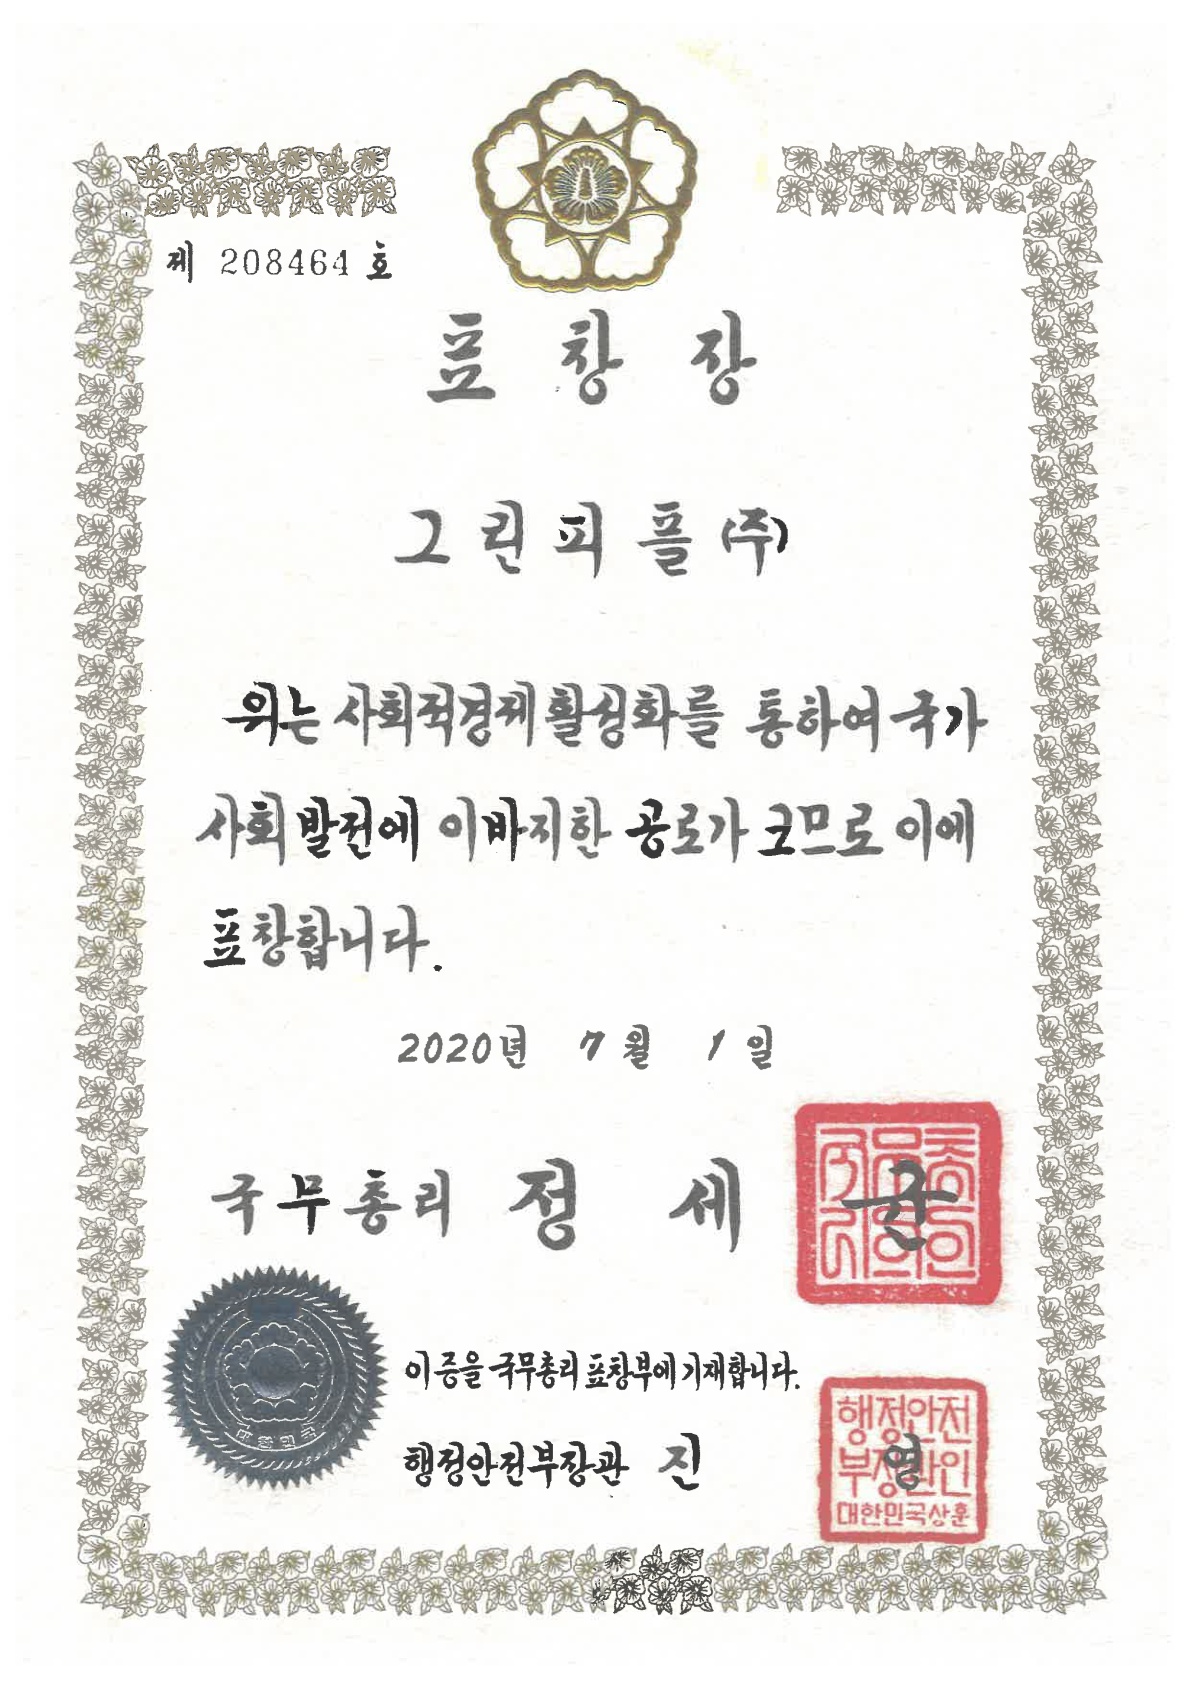 제 208464 호
표 창 장
그 린 피 플 (주)
위는 사회적경제 활성화를 통하여 국가
사회 발전에 이바지한 공로가 크므로 이에
표창합니다.
2020년 7월 1일
국무총리 정 세 균
이 증을 국무총리 표창부에 기재합니다.
행정안전부장관 진 영
행정안전
부장관인
대한민국상훈
대한민국